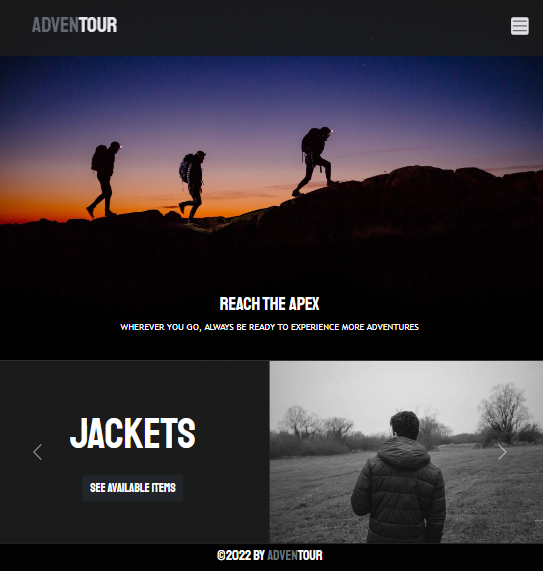 ADVENTOUR
REACH THE APEX
WHEREVER YOU GO, ALWAYS BE READY TO EXPERIENCE MORE ADVENTURES
JACKETS
SEE AVAILABLE ITEMS
©2022 BY ADVENTOUR